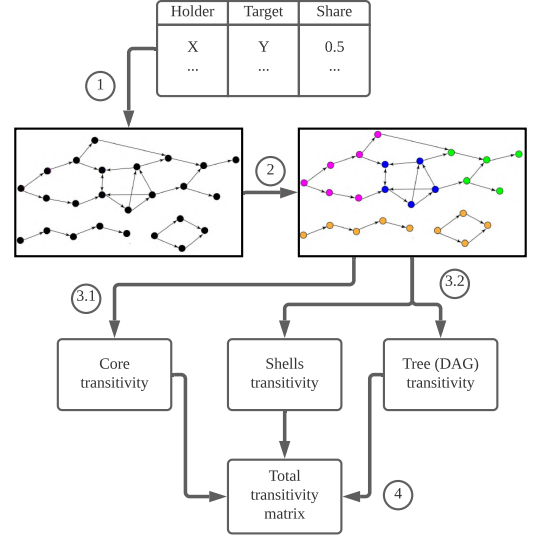 Holder Target Share
X Y 0.5
... ... ...
1
2
3.1
3.2
Core
transitivity
Shells
transitivity
Tree (DAG)
transitivity
Total
transitivity
matrix
4